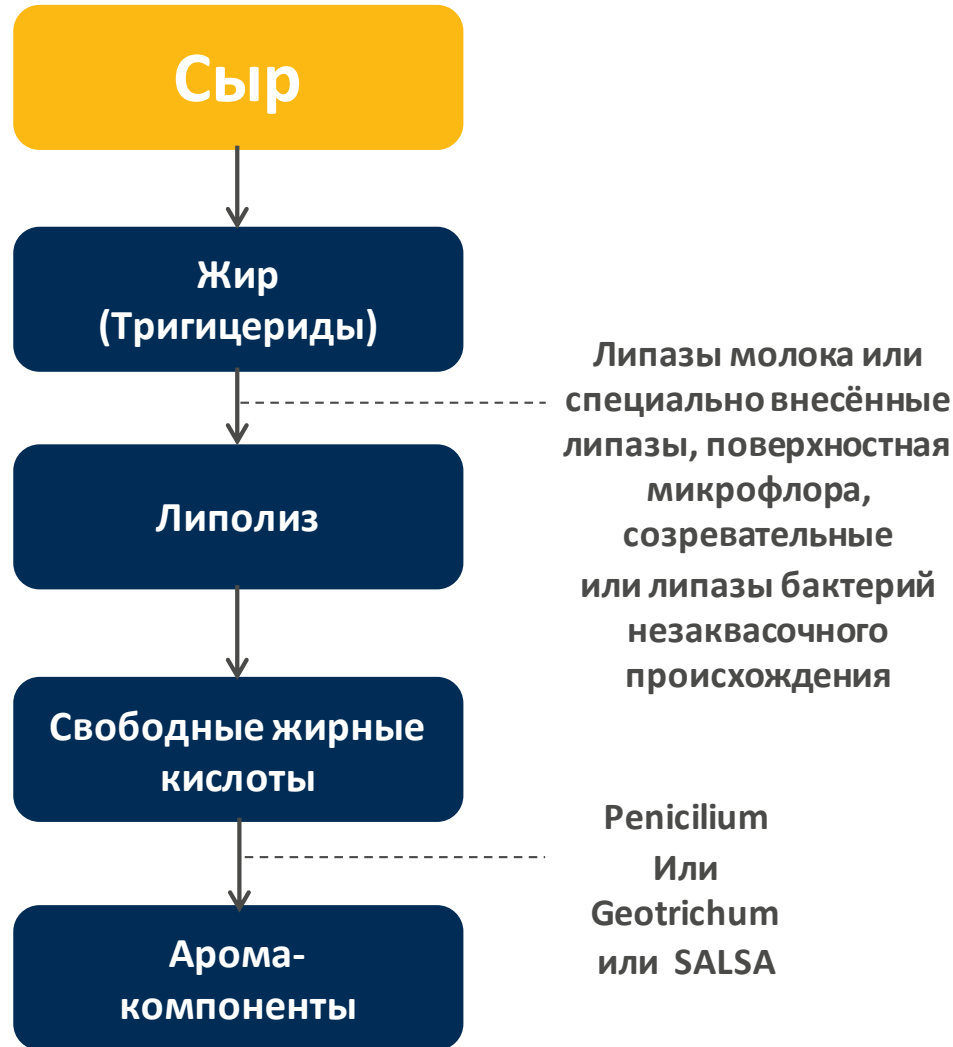 Сыр
Жир
(Тригицериды)
Липазы молока или
специально внесённые
липазы, поверхностная
микрофлора,
созревательные
или липазы бактерий
незаквасочного
происхождения
Липолиз
Свободные жирные
кислоты
Penicilium
Или
Geotrichum
или SALSA
Арома-
компоненты